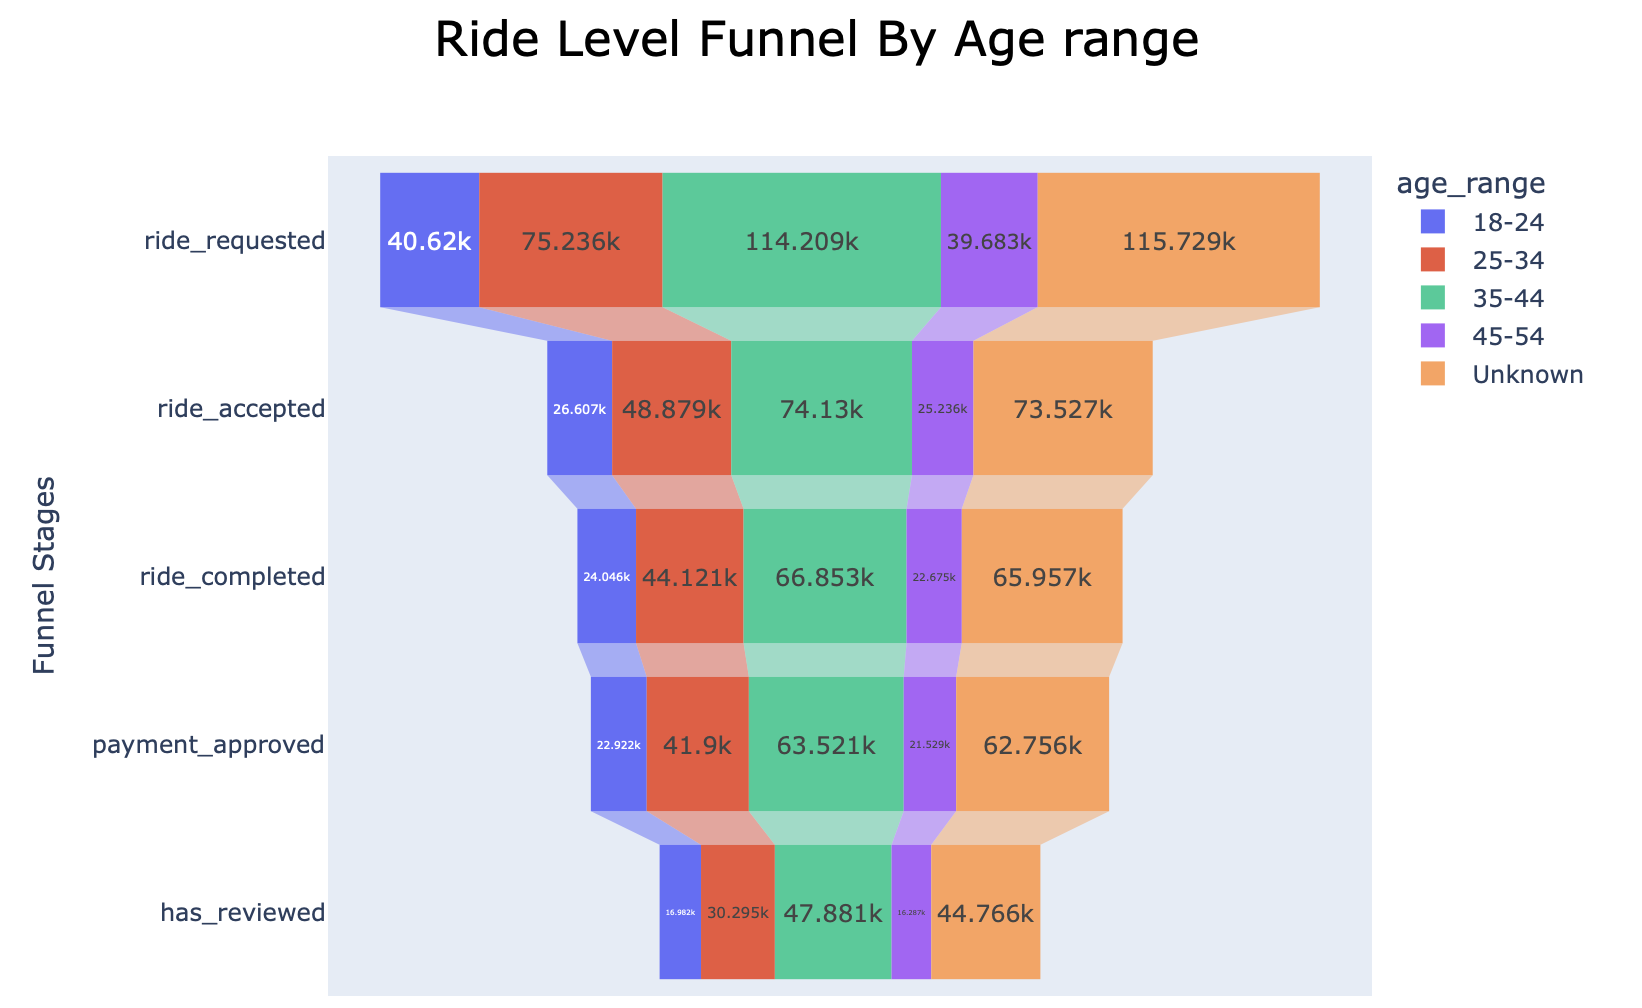 Ride Level Funnel By Age range
age_range
18-24
25-34
35-44
45-54
Unknown
Funnel Stages
ride_requested
40.62k
75.236k
114.209k
39.683k
115.729k
ride_accepted
26.607k
48.879k
74.13k
25.236k
73.527k
ride_completed
24.046k
44.121k
66.853k
22.675k
65.957k
payment_approved
22.922k
41.9k
63.521k
21.529k
62.756k
has_reviewed
16.982k
30.295k
47.881k
16.287k
44.766k